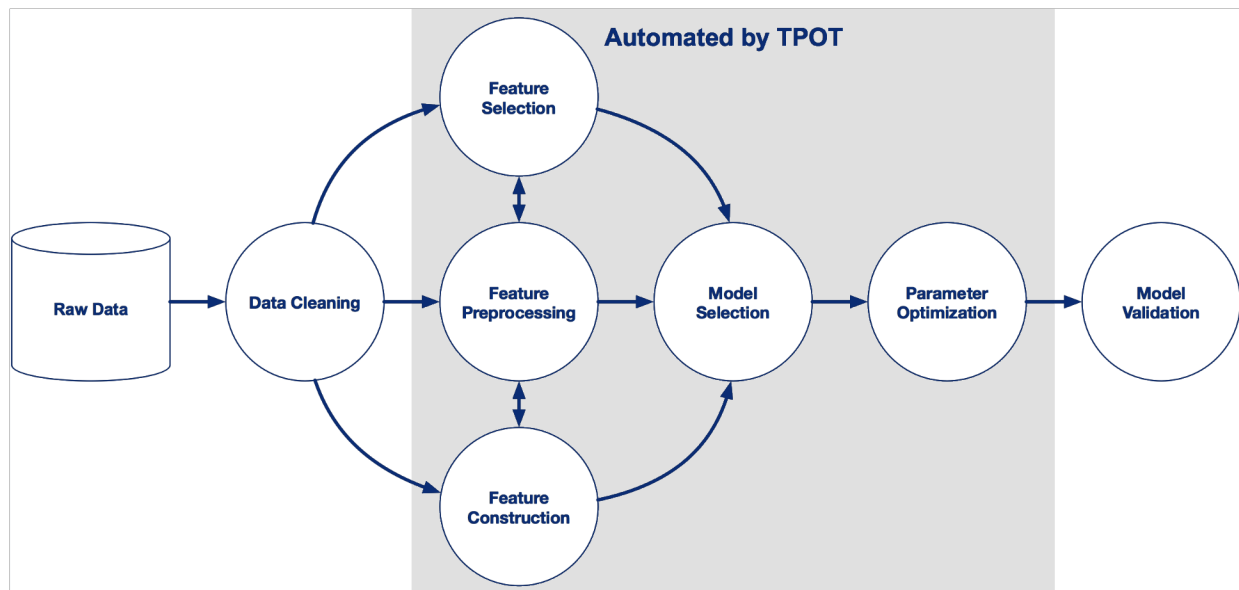 Automated by TPOT
Feature
Selection
Raw Data
Data Cleaning
Feature
Preprocessing
Model
Selection
Parameter
Optimization
Model
Validation
Feature
Construction